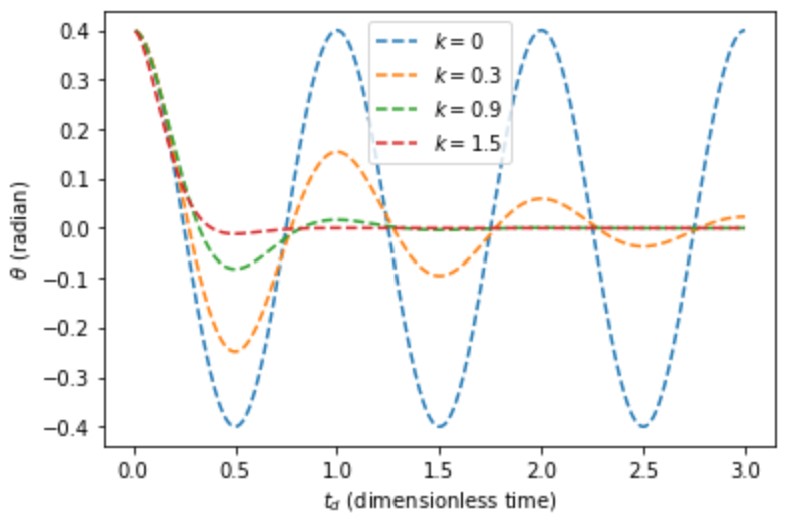 0.4
0.3
0.2
0.1
0.0
−0.1
−0.2
−0.3
−0.4
θ (radian)
k = 0
k = 0.3
k = 0.9
k = 1.5
0.0 0.5 1.0 1.5 2.0 2.5 3.0
t_d (dimensionless time)